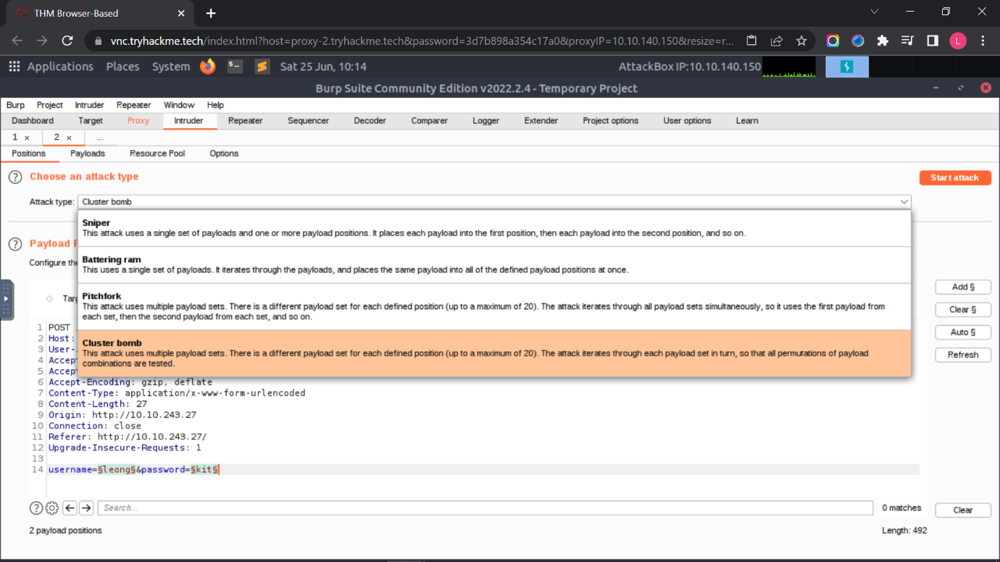 THM Browser-Based
vnc.tryhackme.tech/index.html?host=proxy-2.tryhackme.tech&password=3d7b898a354c17a0&proxyIP=10.10.140.150&resize=r...
L
Applications Places System Sat 25 Jun, 10:14 AttackBox IP:10.10.140.150
Burp Suite Community Edition v2022.2.4 - Temporary Project
Burp Project Intruder Repeater Window Help
Dashboard Target Proxy Intruder Repeater Sequencer Decoder Comparer Logger Extender Project options User options Learn
1 × 2 × ...
Positions Payloads Resource Pool Options
? Choose an attack type Start attack
Attack type: Cluster bomb
Sniper
This attack uses a single set of payloads and one or more payload positions. It places each payload into the first position, then each payload into the second position, and so on.
? Payload
Battering ram
Configure the
This uses a single set of payloads. It iterates through the payloads, and places the same payload into all of the defined payload positions at once.
Add §
Pitchfork
This attack uses multiple payload sets. There is a different payload set for each defined position (up to a maximum of 20). The attack iterates through all payload sets simultaneously, so it uses the first payload from
each set, then the second payload from each set, and so on.
Clear §
Auto §
Refresh
Cluster bomb
This attack uses multiple payload sets. There is a different payload set for each defined position (up to a maximum of 20). The attack iterates through each payload set in turn, so that all permutations of payload
combinations are tested.
1 POST
2 Host:
3 User-
4 Accep
5 Accep
6 Accept-Encoding: gzip, deflate
7 Content-Type: application/x-www-form-urlencoded
8 Content-Length: 27
9 Origin: http://10.10.243.27
10 Connection: close
11 Referer: http://10.10.243.27/
12 Upgrade-Insecure-Requests: 1
13
14 username=§leong§&password=§kit§
? Search... 0 matches Clear
2 payload positions Length: 492